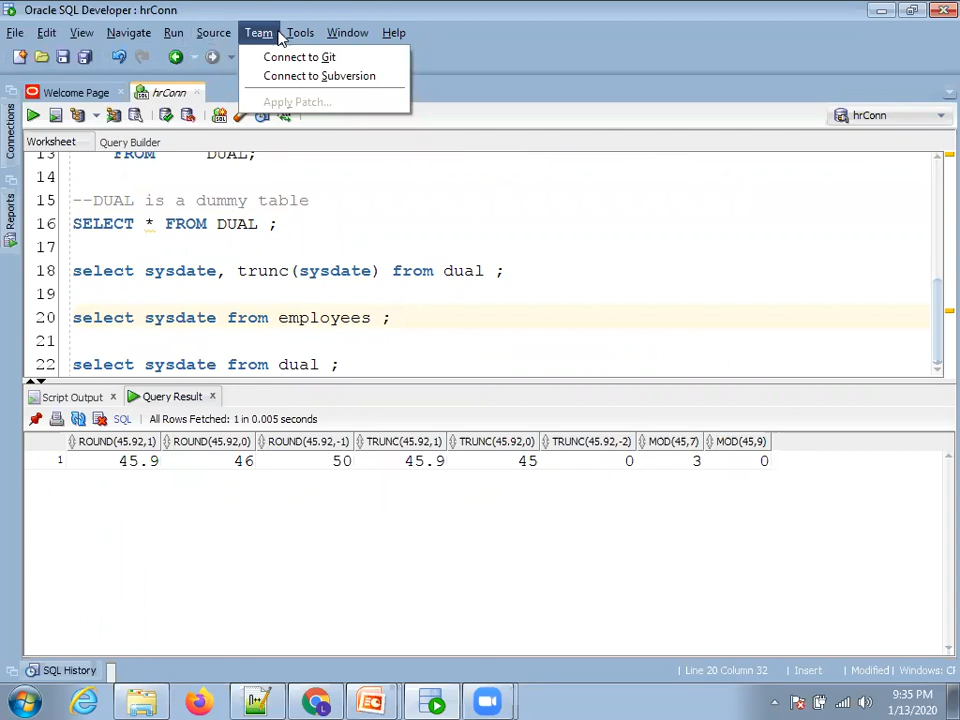 Oracle SQL Developer : hrConn
File Edit View Navigate Run Source Team Tools Window Help
Connect to Git
Connect to Subversion
Apply Patch...
Welcome Page hrConn
Connections
Reports
hrConn
Worksheet Query Builder
13 FROM DUAL;
14
15 --DUAL is a dummy table
16 SELECT * FROM DUAL ;
17
18 select sysdate, trunc(sysdate) from dual ;
19
20 select sysdate from employees ;
21
22 select sysdate from dual ;
Script Output Query Result
SQL All Rows Fetched: 1 in 0.005 seconds
ROUND(45.92,1) ROUND(45.92,0) ROUND(45.92,-1) TRUNC(45.92,1) TRUNC(45.92,0) TRUNC(45.92,-2) MOD(45,7) MOD(45,9)
1 45.9 46 50 45.9 45 0 3 0
SQL History Line 20 Column 32 Insert Modified Windows: CF
9:35 PM
1/13/2020